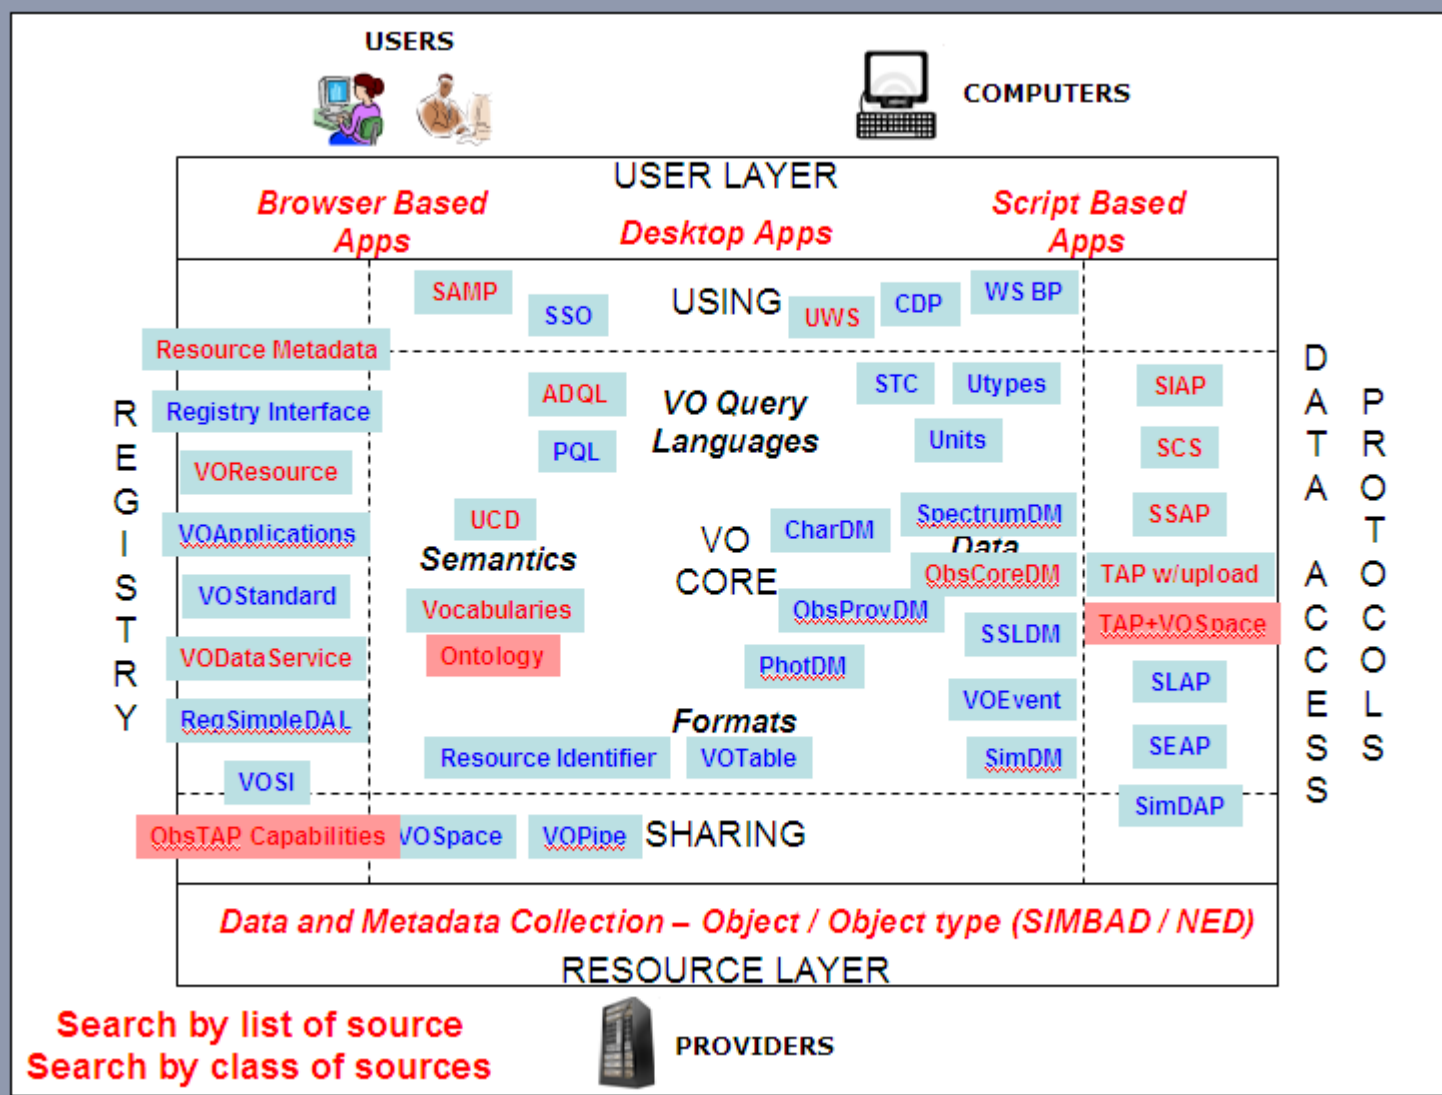 USERS
COMPUTERS
USER LAYER
Browser Based
Apps
Desktop Apps
Script Based
Apps
SAMP
SSO
USING
UWS
CDP
WS BP
REGISTRY
Resource Metadata
Registry Interface
VOResource
VOApplications
VOStandard
VODataService
RegSimpleDAL
VOSI
ObsTAP Capabilities
ADQL
PQL
VO Query
Languages
STC
Utypes
Units
UCD
Semantics
Vocabularies
Ontology
VO
CORE
CharDM
SpectrumDM
Data
ObsCoreDM
ObsProvDM
SSLDM
PhotDM
VOEvent
SimDM
Formats
Resource Identifier
VOTable
VOSpace
VOPipe
SHARING
SIAP
SCS
SSAP
TAP w/upload
TAP+VOSpace
SLAP
SEAP
SimDAP
DATA ACCESS
PROTOCOLS
Data and Metadata Collection – Object / Object type (SIMBAD / NED)
RESOURCE LAYER
Search by list of source
Search by class of sources
PROVIDERS